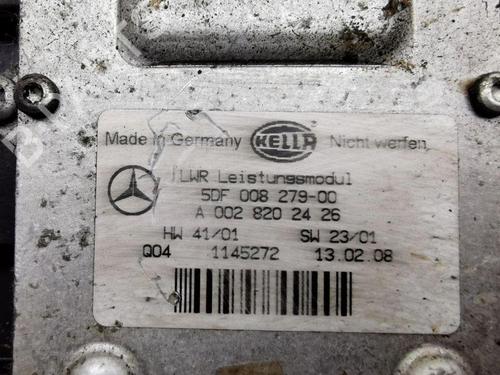 Made in Germany HELLA Nicht werfen
LWR Leistungsmodul
5DF 008 279-00
A 002 820 24 26
HW 41/01 SW 23/01
Q04 1145272 13.02.08